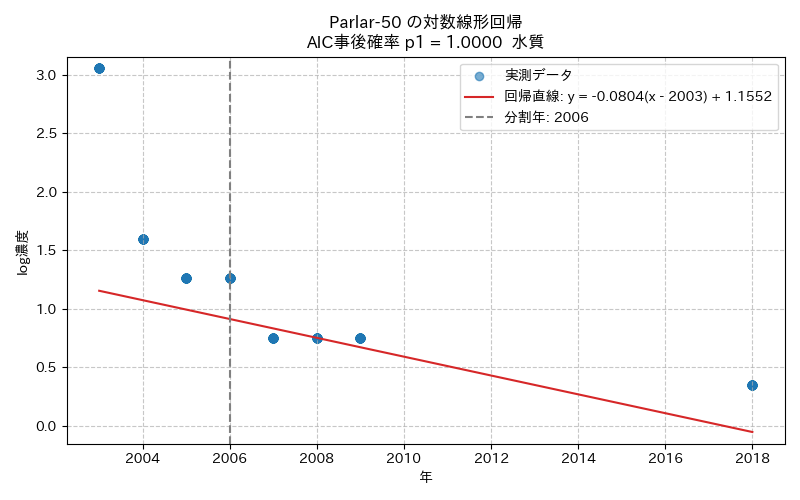 Parlar-50 の対数線形回帰
AIC事後確率 p1 = 1.0000 水質
実測データ
回帰直線: y = -0.0804(x - 2003) + 1.1552
分割年: 2006
log濃度
3.0
2.5
2.0
1.5
1.0
0.5
0.0
2004 2006 2008 2010 2012 2014 2016 2018
年